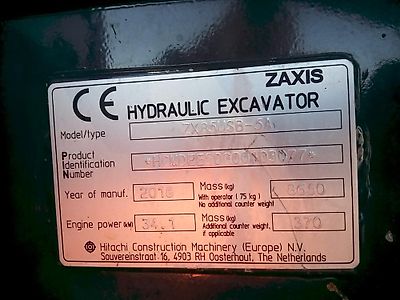 ZAXIS
CE HYDRAULIC EXCAVATOR
Model/type ZX85USB-5A
Product
Identification
Number
Year of manuf. 2016 Mass(kg) With operator (75 kg) No additional counter weight 8650
Engine power(kw) 34.1 Mass(kg) Additional counter weight, if applicable 370
Hitachi Construction Machinery (Europe) N.V.
Souvereinstraat 16, 4903 RH Oosterhout, The Netherlands